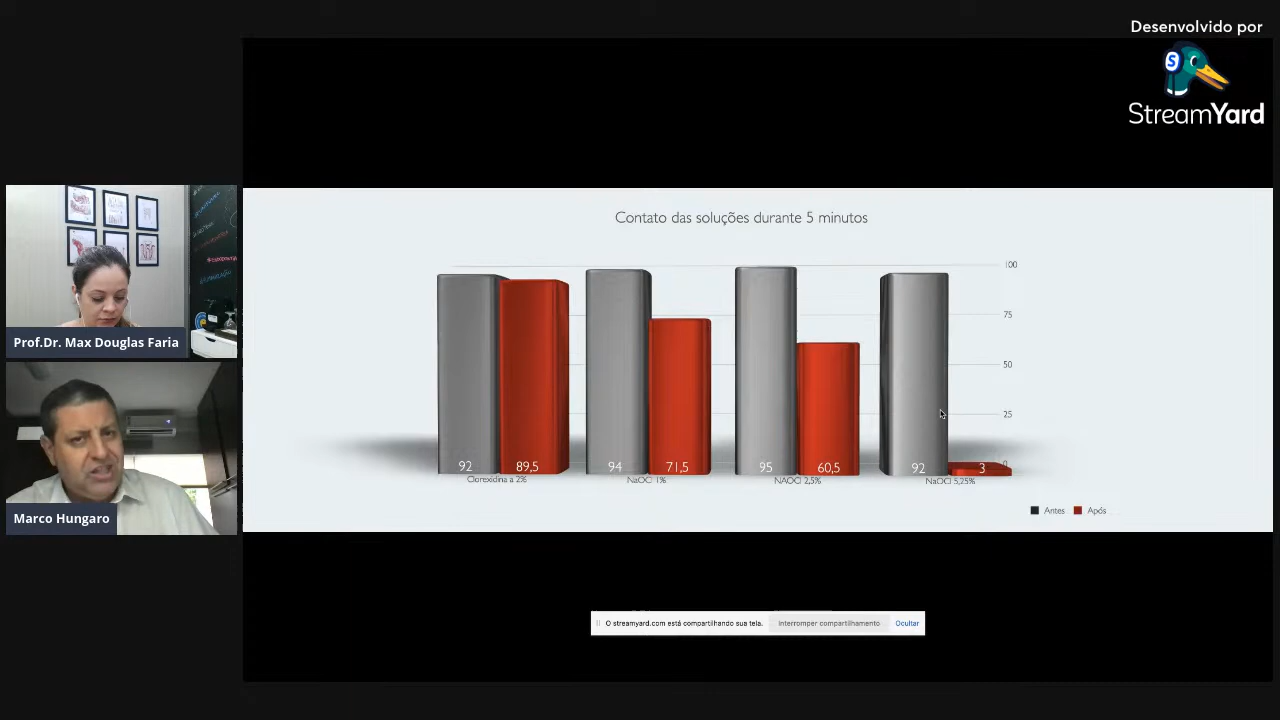 Desenvolvido por
StreamYard
Contato das soluções durante 5 minutos
100
75
50
25
0
92
89,5
94
71,5
95
60,5
92
3
Clorexidina a 2%
NaOCl 1%
NAOCl 2,5%
NaOCl 5,25%
Antes
Após
Prof.Dr. Max Douglas Faria
Marco Hungaro
O streamyard.com está compartilhando sua tela.
Interromper compartilhamento
Ocultar